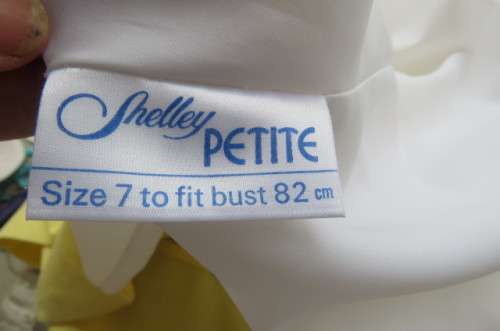 Shelley
PETITE
Size 7 to fit bust 82 cm